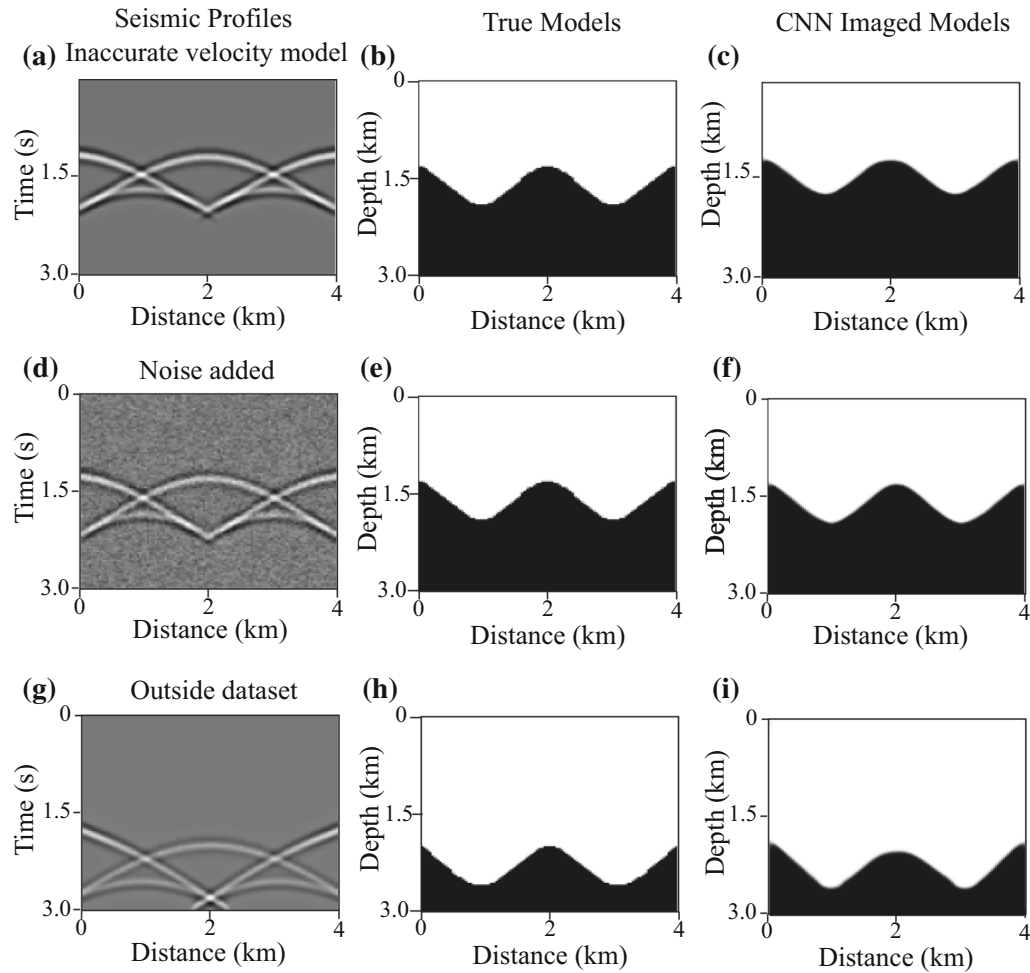 Seismic Profiles
True Models
CNN Imaged Models
Inaccurate velocity model
(a)
(b)
(c)
Time (s)
1.5
3.0
0
2
4
Distance (km)
Depth (km)
0
1.5
3.0
0
2
4
Distance (km)
Depth (km)
0
1.5
3.0
0
2
4
Distance (km)
(d)
Noise added
(e)
(f)
Time (s)
0
1.5
3.0
0
2
4
Distance (km)
Depth (km)
0
1.5
3.0
0
2
4
Distance (km)
Depth (km)
0
1.5
3.0
0
2
4
Distance (km)
(g)
Outside dataset
(h)
(i)
Time (s)
0
1.5
3.0
0
2
4
Distance (km)
Depth (km)
0
1.5
3.0
0
2
4
Distance (km)
Depth (km)
0
1.5
3.0
0
2
4
Distance (km)